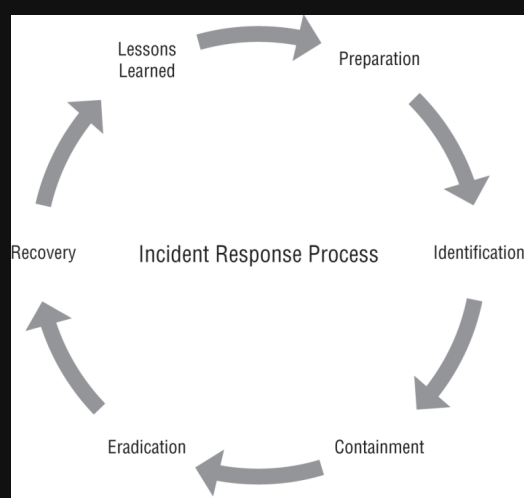 Lessons
Learned
Preparation
Recovery
Incident Response Process
Identification
Eradication
Containment